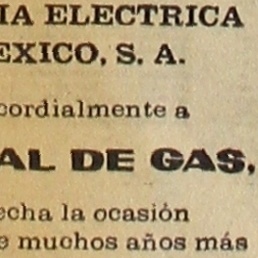 IA ELECTRICA
EXICO, S. A.
cordialmente a
AL DE GAS,
echa la ocasión
e muchos años más